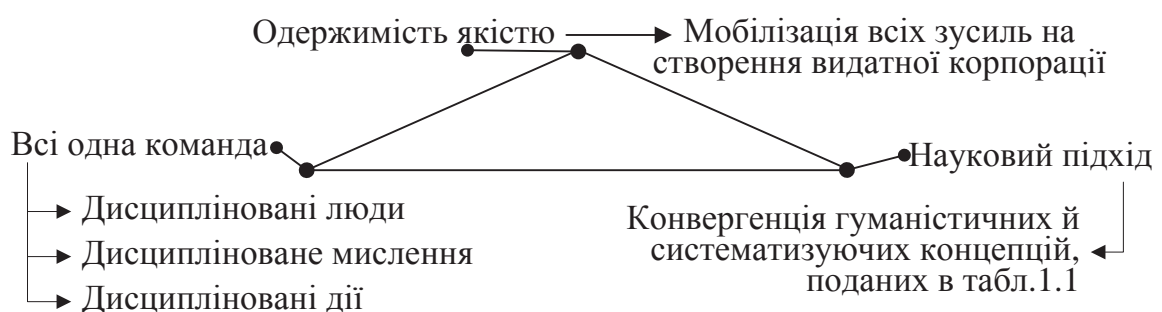 Одержимість якістю
Мобілізація всіх зусиль на
створення видатної корпорації
Всі одна команда
Науковий підхід
Дисципліновані люди
Дисципліноване мислення
Дисципліновані дії
Конвергенція гуманістичних й
систематизуючих концепцій,
поданих в табл.1.1